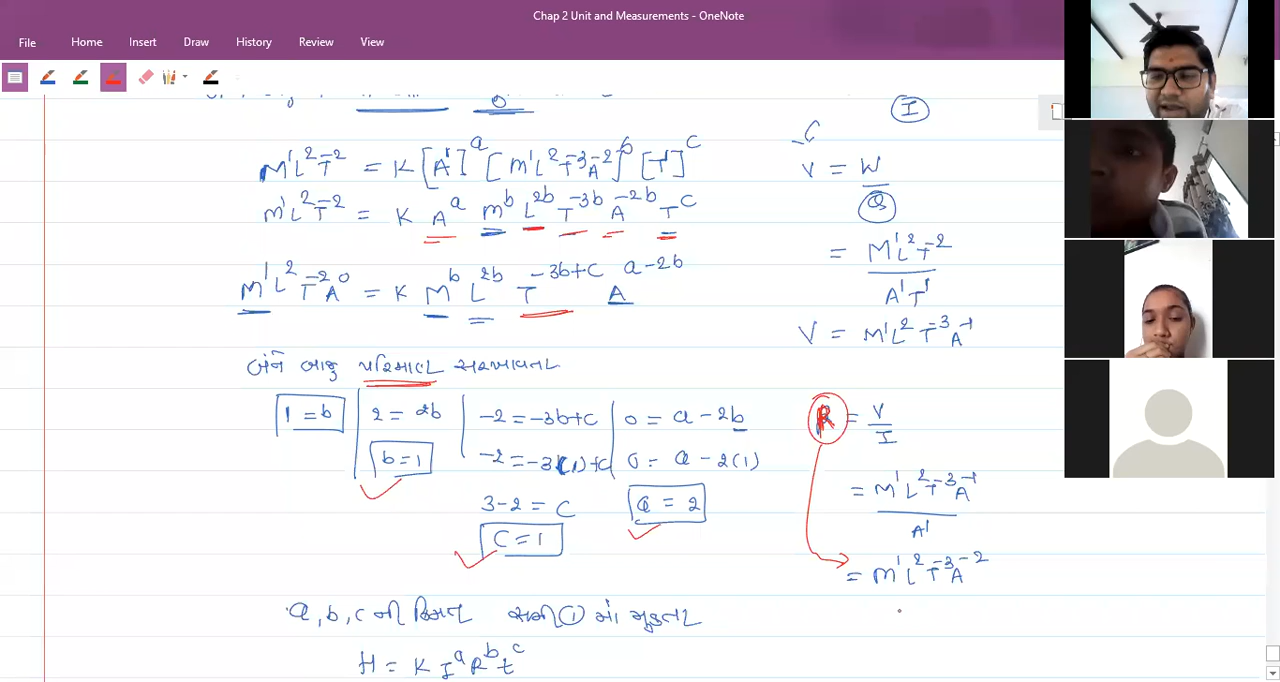 Chap 2 Unit and Measurements - OneNote
File Home Insert Draw History Review View
M¹L²T⁻² = K [A¹]ᵃ [M¹L²T⁻³A⁻²]ᵇ [T¹]ᶜ
M¹L²T⁻² = K Aᵃ Mᵇ L²ᵇ T⁻³ᵇ A⁻²ᵇ Tᶜ
M¹L²T⁻²A⁰ = K Mᵇ L²ᵇ T⁻³ᵇ⁺ᶜ Aᵃ⁻²ᵇ
બંને બાજુ પરિમાણ સરખાવતા
1 = b
2 = 2b
b = 1
-2 = -3b+c
-2 = -3(1)+c
3-2 = c
c = 1
0 = a - 2b
0 = a - 2(1)
a = 2
a, b, c ની કિંમત સમી ① માં મુકતા
H = K Iᵃ Rᵇ tᶜ
I
V = W
Q
= M¹L²T⁻²
A¹T¹
V = M¹L²T⁻³A⁻¹
R = V
I
= M¹L²T⁻³A⁻¹
A¹
= M¹L²T⁻³A⁻²